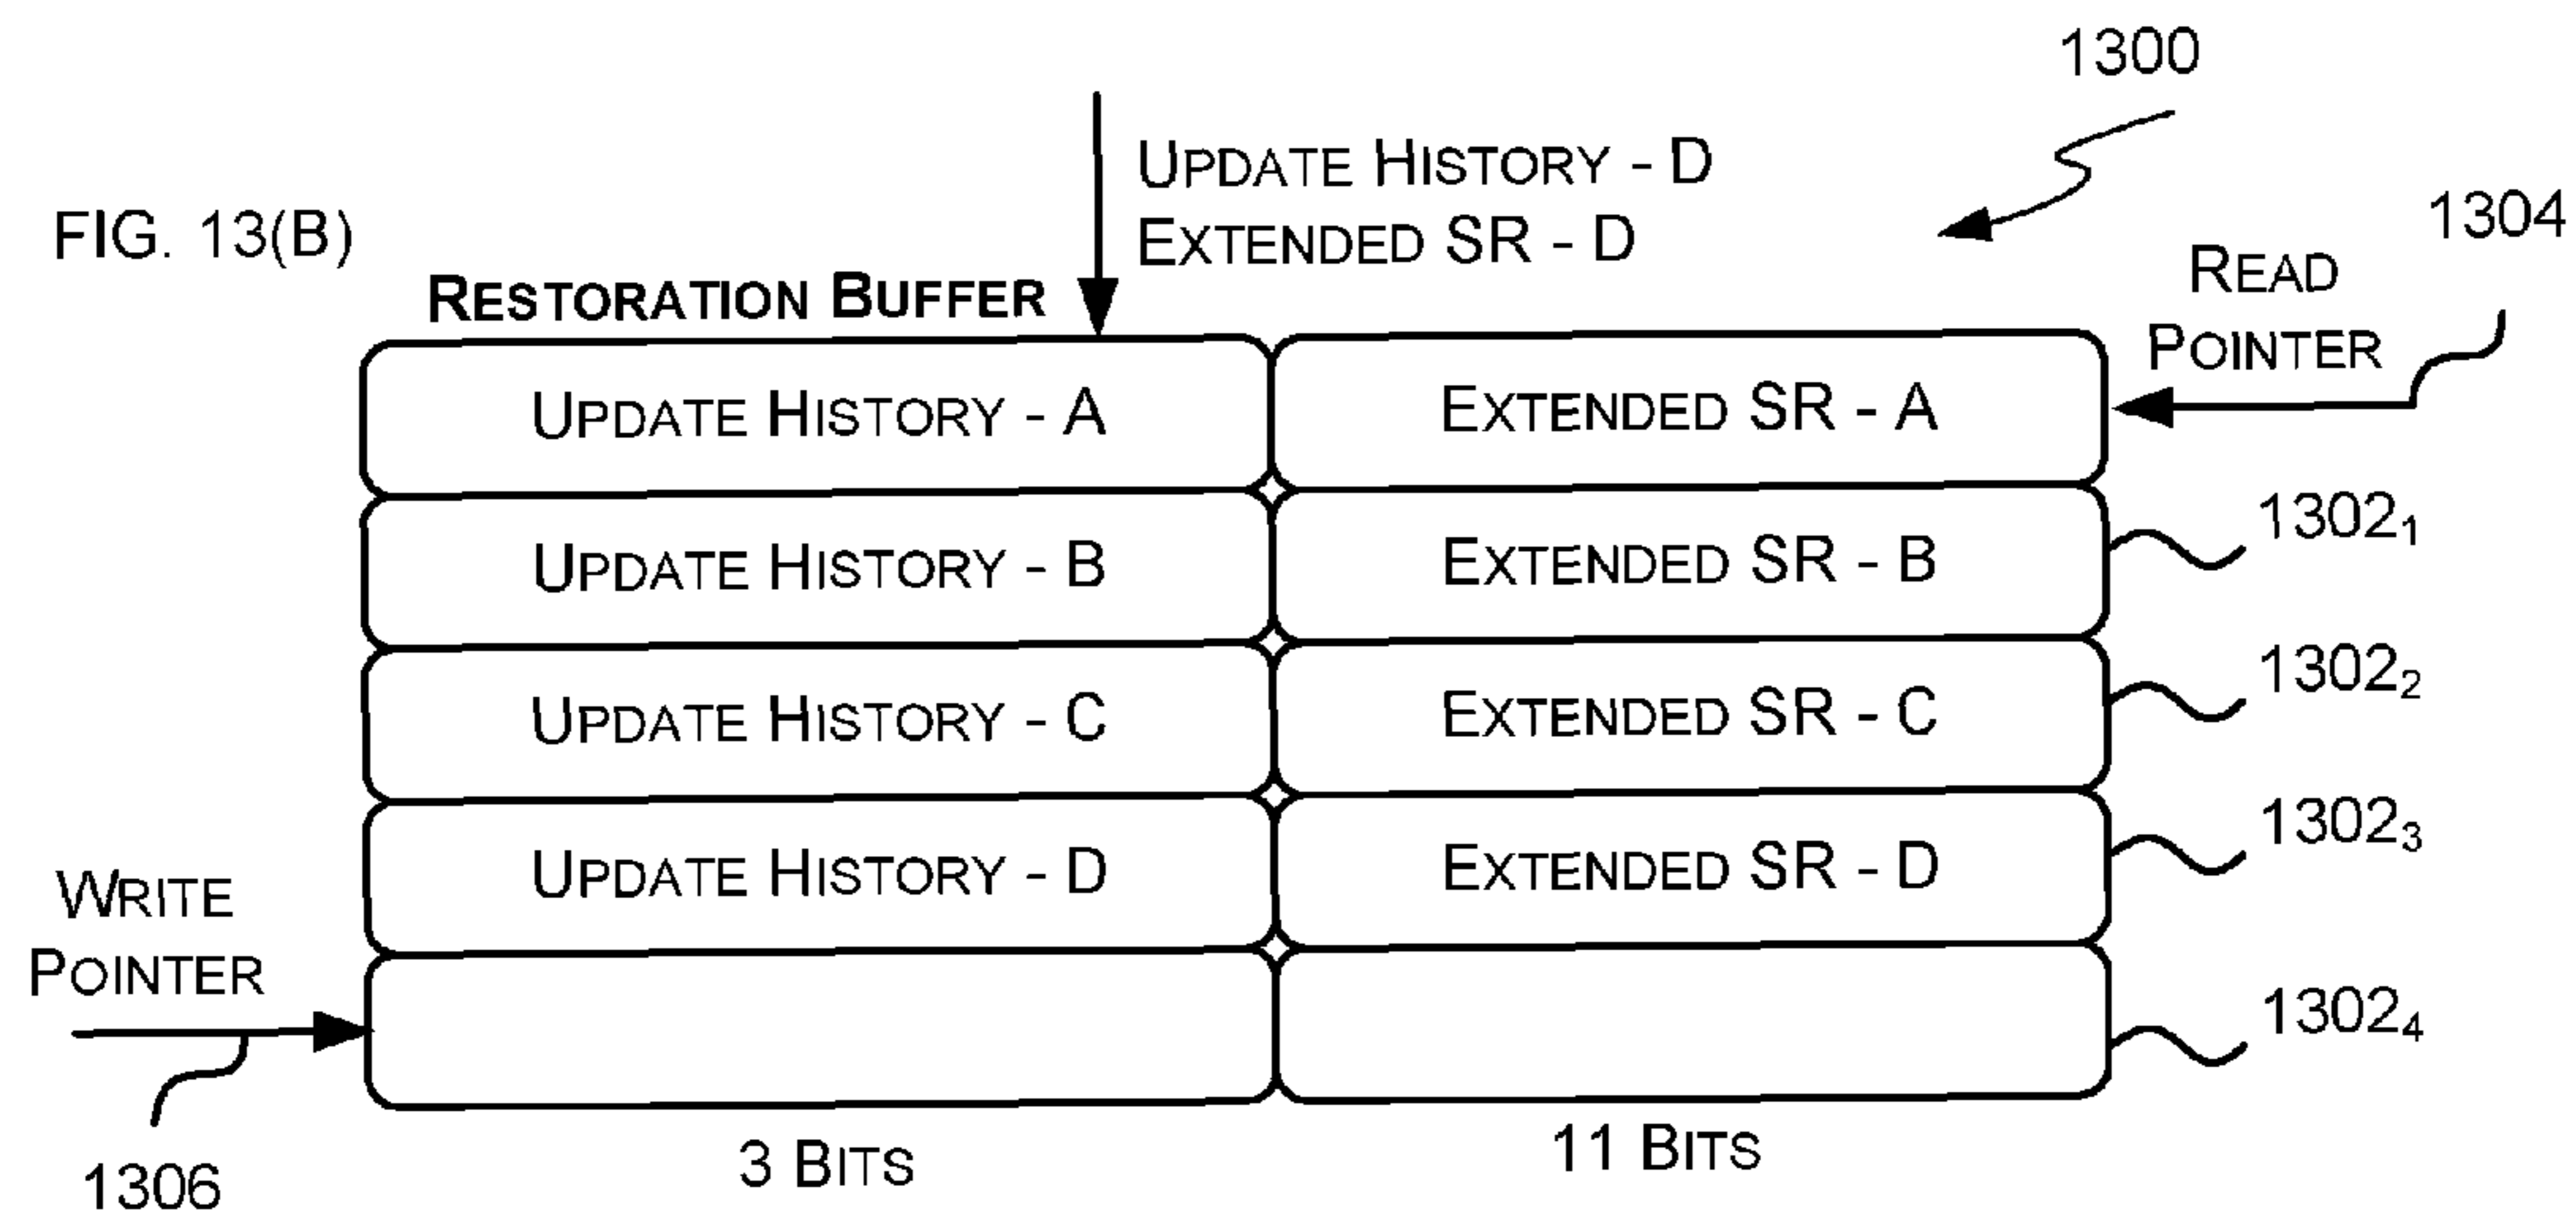 1300
UPDATE HISTORY - D
1304
FIG. 13(B)
EXTENDED SR - D
READ
RESTORATION BUFFER
POINTER
UPDATE HISTORY - A
EXTENDED SR - A
UPDATE HISTORY - B
EXTENDED SR - B
1302₁
UPDATE HISTORY - C
EXTENDED SR - C
1302₂
UPDATE HISTORY - D
EXTENDED SR - D
1302₃
WRITE
POINTER
1302₄
3 BITS
11 BITS
1306